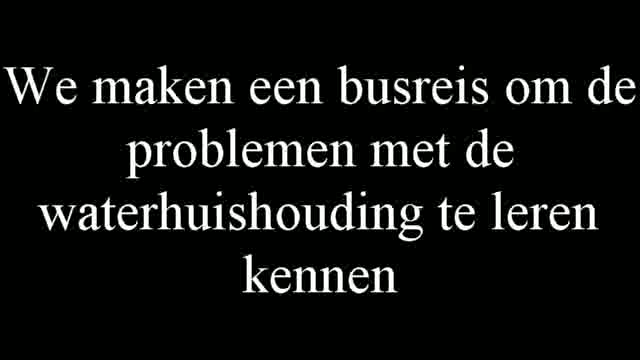 We maken een busreis om de
problemen met de
waterhuishouding te leren
kennen